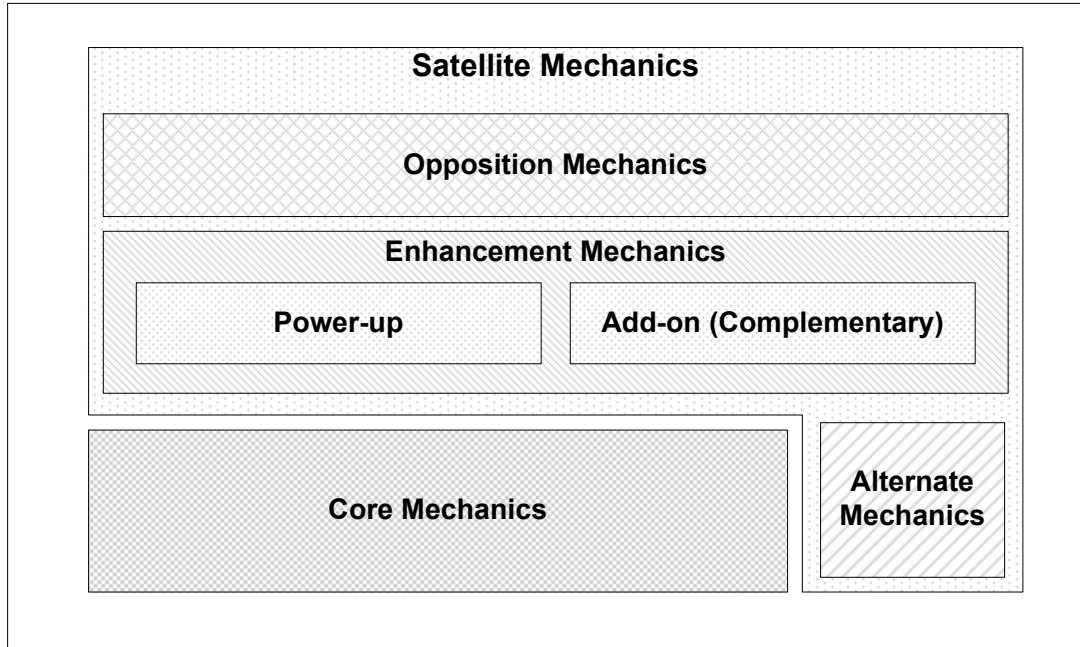 Satellite Mechanics
Opposition Mechanics
Enhancement Mechanics
Power-up
Add-on (Complementary)
Core Mechanics
Alternate
Mechanics